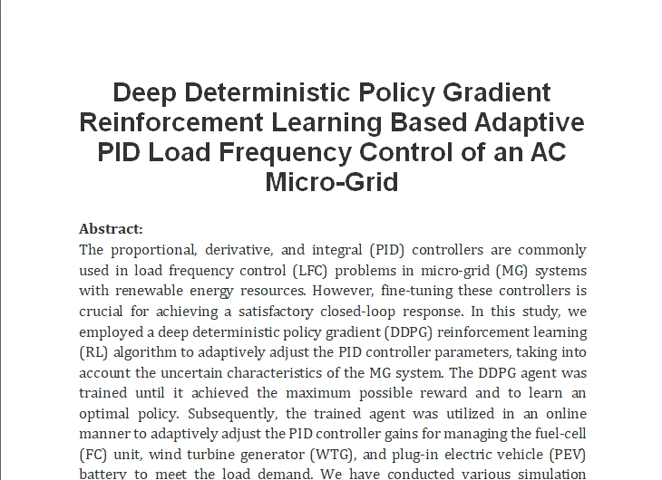 Deep Deterministic Policy Gradient
Reinforcement Learning Based Adaptive
PID Load Frequency Control of an AC
Micro-Grid
Abstract:
The proportional, derivative, and integral (PID) controllers are commonly
used in load frequency control (LFC) problems in micro-grid (MG) systems
with renewable energy resources. However, fine-tuning these controllers is
crucial for achieving a satisfactory closed-loop response. In this study, we
employed a deep deterministic policy gradient (DDPG) reinforcement learning
(RL) algorithm to adaptively adjust the PID controller parameters, taking into
account the uncertain characteristics of the MG system. The DDPG agent was
trained until it achieved the maximum possible reward and to learn an
optimal policy. Subsequently, the trained agent was utilized in an online
manner to adaptively adjust the PID controller gains for managing the fuel-cell
(FC) unit, wind turbine generator (WTG), and plug-in electric vehicle (PEV)
battery to meet the load demand. We have conducted various simulation